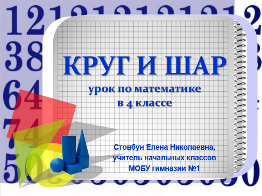 КРУГ И ШАР
урок по математике
в 4 классе
Стовбун Елена Николаевна,
учитель начальных классов
МОБУ гимназии №1